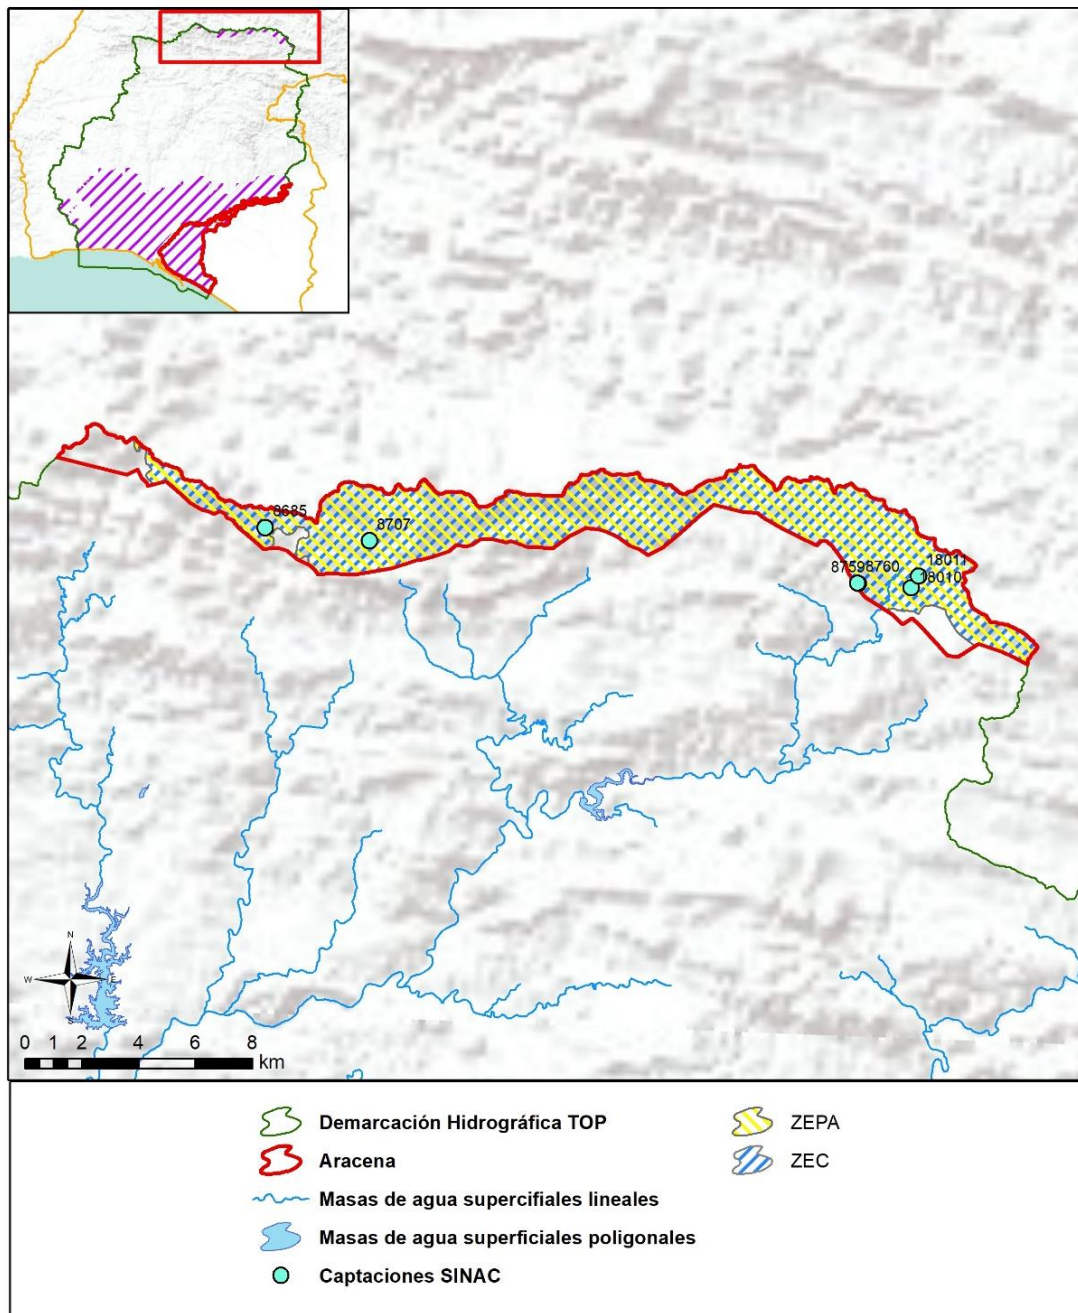 8685
8707
18011
87598760
18010
N
W
E
S
0 1 2 4 6 8
km
Demarcación Hidrográfica TOP
ZEPA
Aracena
ZEC
Masas de agua supercifiales lineales
Masas de agua superficiales poligonales
Captaciones SINAC